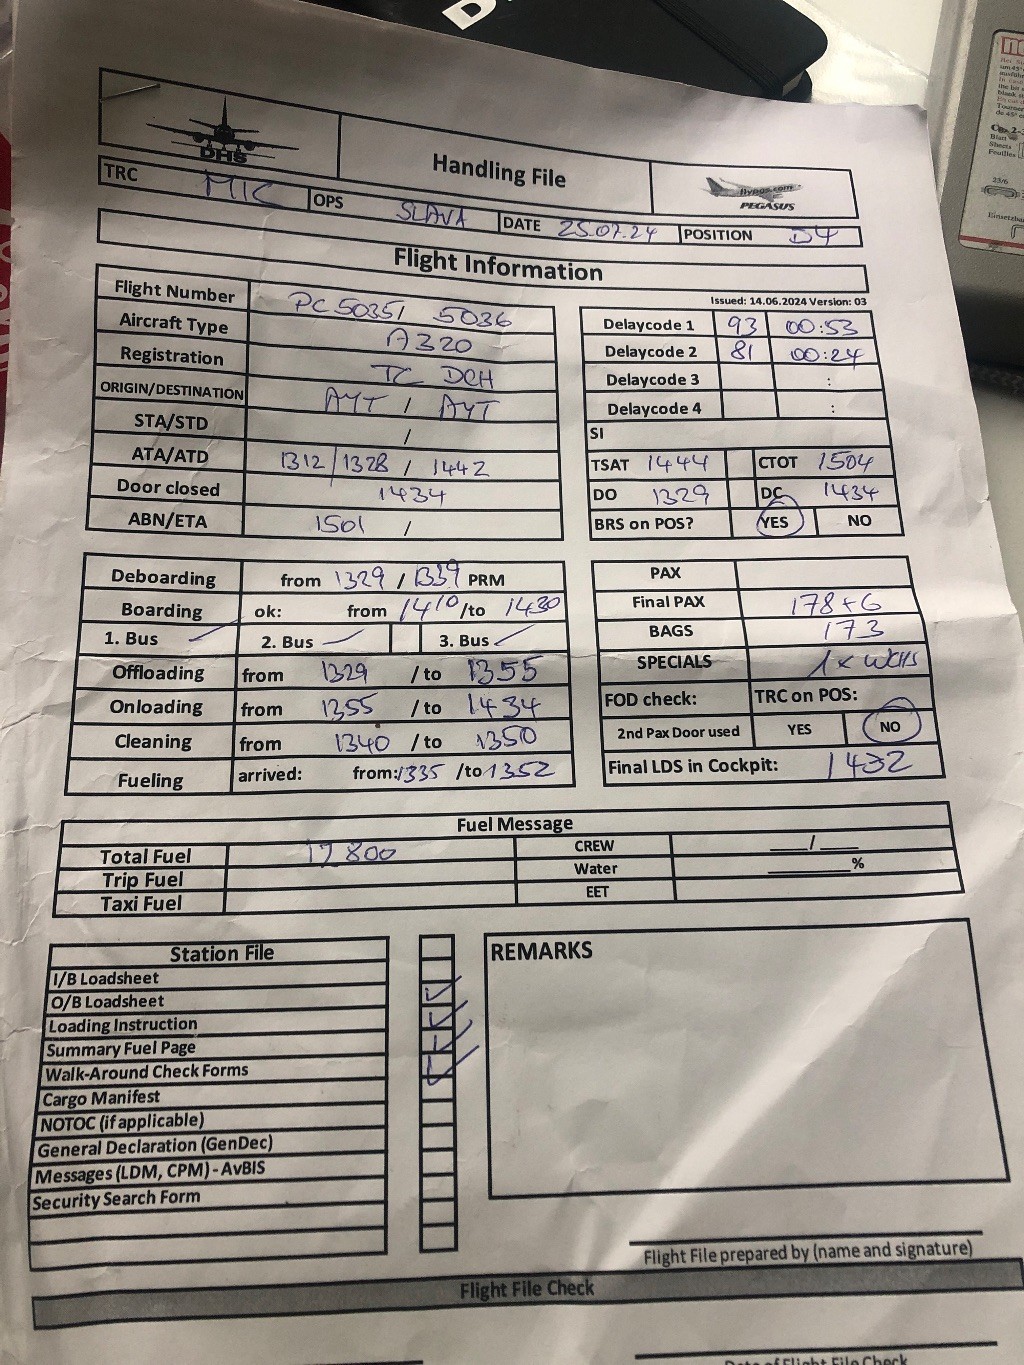 DHS
Handling File
flypgs.com
PEGASUS
TRC MIC OPS SLAVA DATE 25.07.24 POSITION D4
Flight Information
Issued: 14.06.2024 Version: 03
Flight Number PC 5035/ 5036
Aircraft Type A320
Registration TC DCH
ORIGIN/DESTINATION AYT / AYT
STA/STD /
ATA/ATD 1312 / 1328 / 1442
Door closed 1434
ABN/ETA 1501 /
Delaycode 1 93 00:53
Delaycode 2 81 00:24
Delaycode 3 :
Delaycode 4 :
SI
TSAT 1444 CTOT 1504
DO 1329 DC 1434
BRS on POS? YES NO
Deboarding from 1329 / 1339 PRM
Boarding ok: from 1410 /to 1430
1. Bus 2. Bus 3. Bus
Offloading from 1329 / to 1355
Onloading from 1355 / to 1434
Cleaning from 1340 / to 1350
Fueling arrived: from: 1335 /to 1352
PAX
Final PAX 178+6
BAGS 173
SPECIALS 1x WCHS
FOD check: TRC on POS:
2nd Pax Door used YES NO
Final LDS in Cockpit: 1432
Fuel Message
Total Fuel 800 CREW ____/____
Trip Fuel Water ________%
Taxi Fuel EET
Station File
I/B Loadsheet
O/B Loadsheet
Loading Instruction
Summary Fuel Page
Walk-Around Check Forms
Cargo Manifest
NOTOC (if applicable)
General Declaration (GenDec)
Messages (LDM, CPM) - AvBIS
Security Search Form
REMARKS
Flight File prepared by (name and signature)
Flight File Check